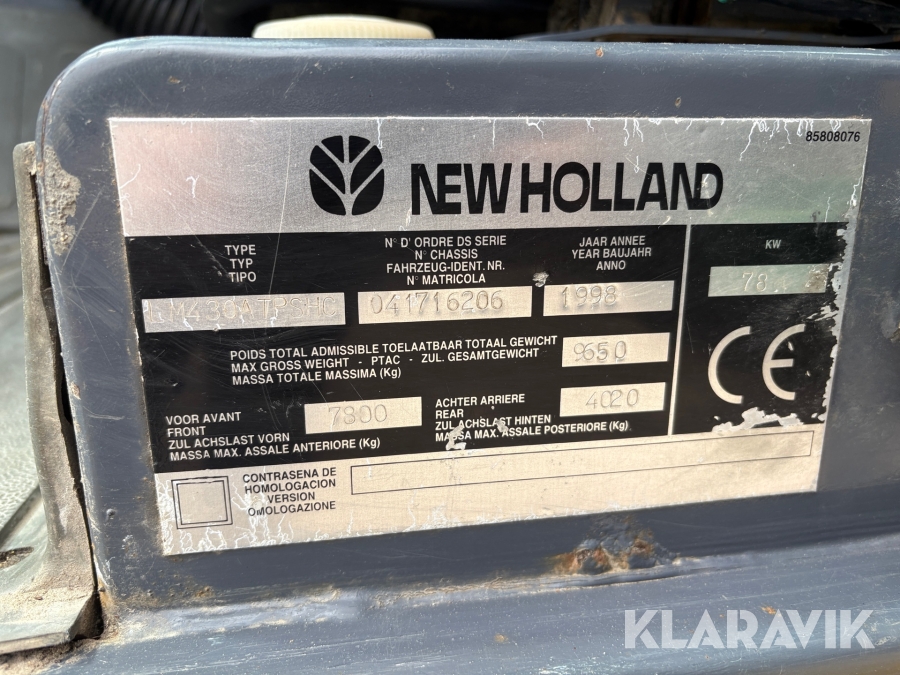 85808076
NEW HOLLAND
TYPE
TYP
TIPO
N° D' ORDRE DS SERIE
N° CHASSIS
FAHRZEUG-IDENT. NR.
N° MATRICOLA
JAAR ANNEE
YEAR BAUJAHR
ANNO
KW
041716206
1998
78
POIDS TOTAL ADMISSIBLE TOELAATBAAR TOTAAL GEWICHT
MAX GROSS WEIGHT - PTAC - ZUL. GESAMTGEWICHT
MASSA TOTALE MASSIMA (Kg)
9650
CE
VOOR AVANT
FRONT
ZUL ACHSLAST VORN
MASSA MAX. ASSALE ANTERIORE (Kg)
7800
ACHTER ARRIERE
REAR
ZUL ACHSLAST HINTEN
MASSA MAX. ASSALE POSTERIORE (Kg)
4020
CONTRASENA DE
HOMOLOGACION
VERSION
OMOLOGAZIONE
KLARAVIK